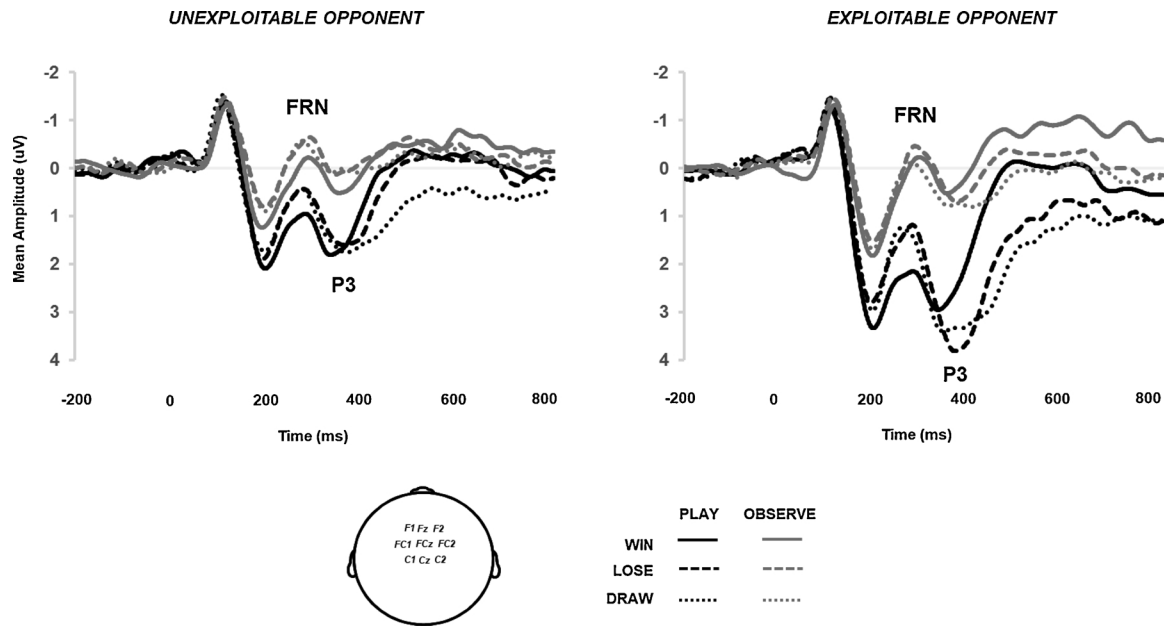 UNEXPLOITABLE OPPONENT
EXPLOITABLE OPPONENT
-2
-1
0
1
2
3
4
Mean Amplitude (uV)
FRN
P3
-200 0 200 400 600 800
Time (ms)
-2
-1
0
1
2
3
4
FRN
P3
-200 0 200 400 600 800
Time (ms)
F1 Fz F2
FC1 FCz FC2
C1 Cz C2
PLAY OBSERVE
WIN
LOSE
DRAW